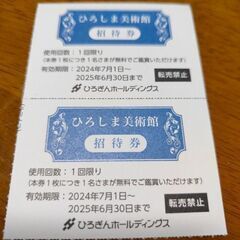 ひろしま美術館
招待券
使用回数：1回限り
(本券1枚につき1名さまが無料でご鑑賞いただけます)
有効期限：2024年7月1日～
2025年6月30日まで
転売禁止
ひろぎんホールディングス
ひろしま美術館
招待券
使用回数：1回限り
(本券1枚につき1名さまが無料でご鑑賞いただけます)
有効期限：2024年7月1日～
2025年6月30日まで
転売禁止
ひろぎんホールディングス